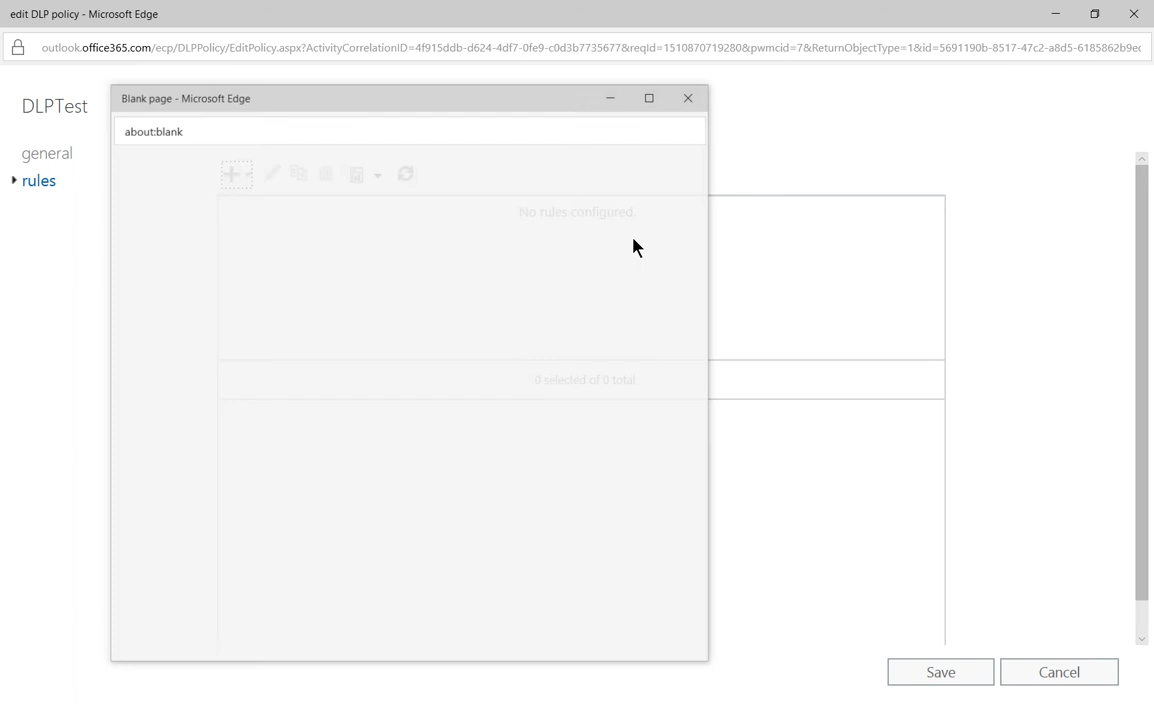 edit DLP policy - Microsoft Edge
outlook.office365.com/ecp/DLPPolicy/EditPolicy.aspx?ActivityCorrelationID=4f915ddb-d624-4df7-0fe9-c0d3b7735677&reqId=1510870719280&pwmcid=7&ReturnObjectType=1&id=5691190b-8517-47c2-a8d5-6185862b9ec
DLPTest
general
rules
Blank page - Microsoft Edge
about:blank
No rules configured.
0 selected of 0 total
Save
Cancel